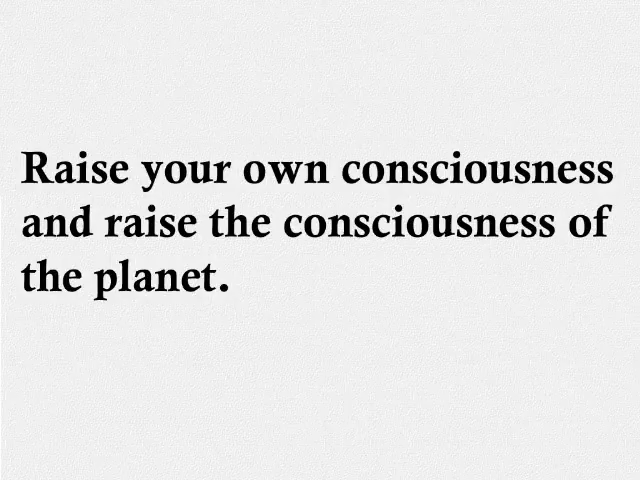 Raise your own consciousness
and raise the consciousness of
the planet.